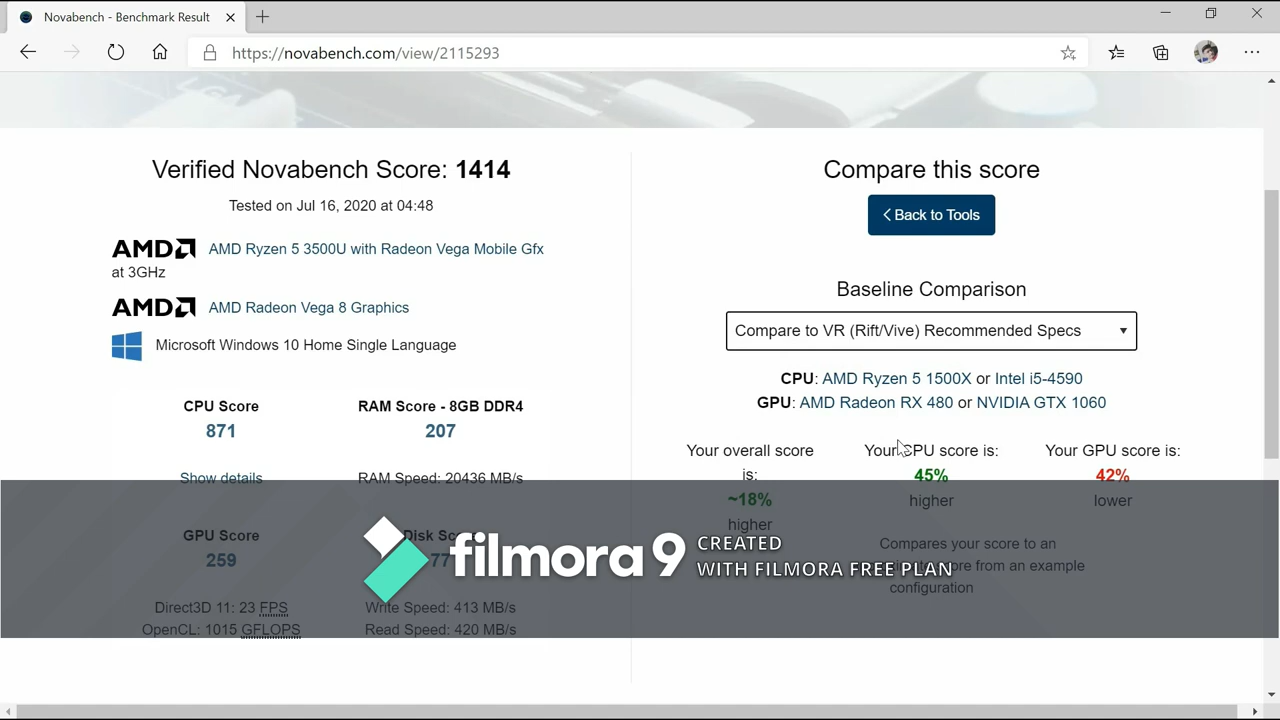 Novabench - Benchmark Result
https://novabench.com/view/2115293
Verified Novabench Score: 1414
Tested on Jul 16, 2020 at 04:48
AMD AMD Ryzen 5 3500U with Radeon Vega Mobile Gfx
at 3GHz
AMD AMD Radeon Vega 8 Graphics
Microsoft Windows 10 Home Single Language
CPU Score
871
Show details
RAM Score - 8GB DDR4
207
RAM Speed: 20436 MB/s
GPU Score
259
Direct3D 11: 23 FPS
OpenCL: 1015 GFLOPS
Disk
77
Write Speed: 413 MB/s
Read Speed: 420 MB/s
Compare this score
Back to Tools
Baseline Comparison
Compare to VR (Rift/Vive) Recommended Specs
CPU: AMD Ryzen 5 1500X or Intel i5-4590
GPU: AMD Radeon RX 480 or NVIDIA GTX 1060
Your overall score
is:
~18%
higher
Your CPU score is:
45%
higher
Your GPU score is:
42%
lower
Compares your score to an
from an example
configuration
filmora9
CREATED
WITH FILMORA FREE PLAN